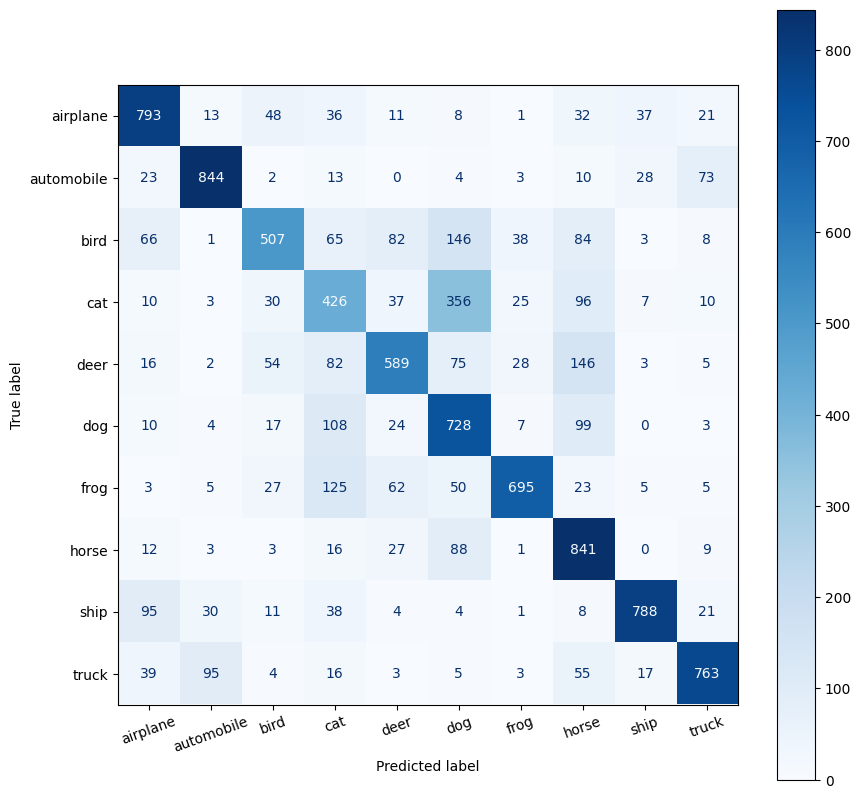 airplane 793 13 48 36 11 8 1 32 37 21
automobile 23 844 2 13 0 4 3 10 28 73
bird 66 1 507 65 82 146 38 84 3 8
cat 10 3 30 426 37 356 25 96 7 10
deer 16 2 54 82 589 75 28 146 3 5
dog 10 4 17 108 24 728 7 99 0 3
frog 3 5 27 125 62 50 695 23 5 5
horse 12 3 3 16 27 88 1 841 0 9
ship 95 30 11 38 4 4 1 8 788 21
truck 39 95 4 16 3 5 3 55 17 763
airplane automobile bird cat deer dog frog horse ship truck
Predicted label
True label
800
700
600
500
400
300
200
100
0